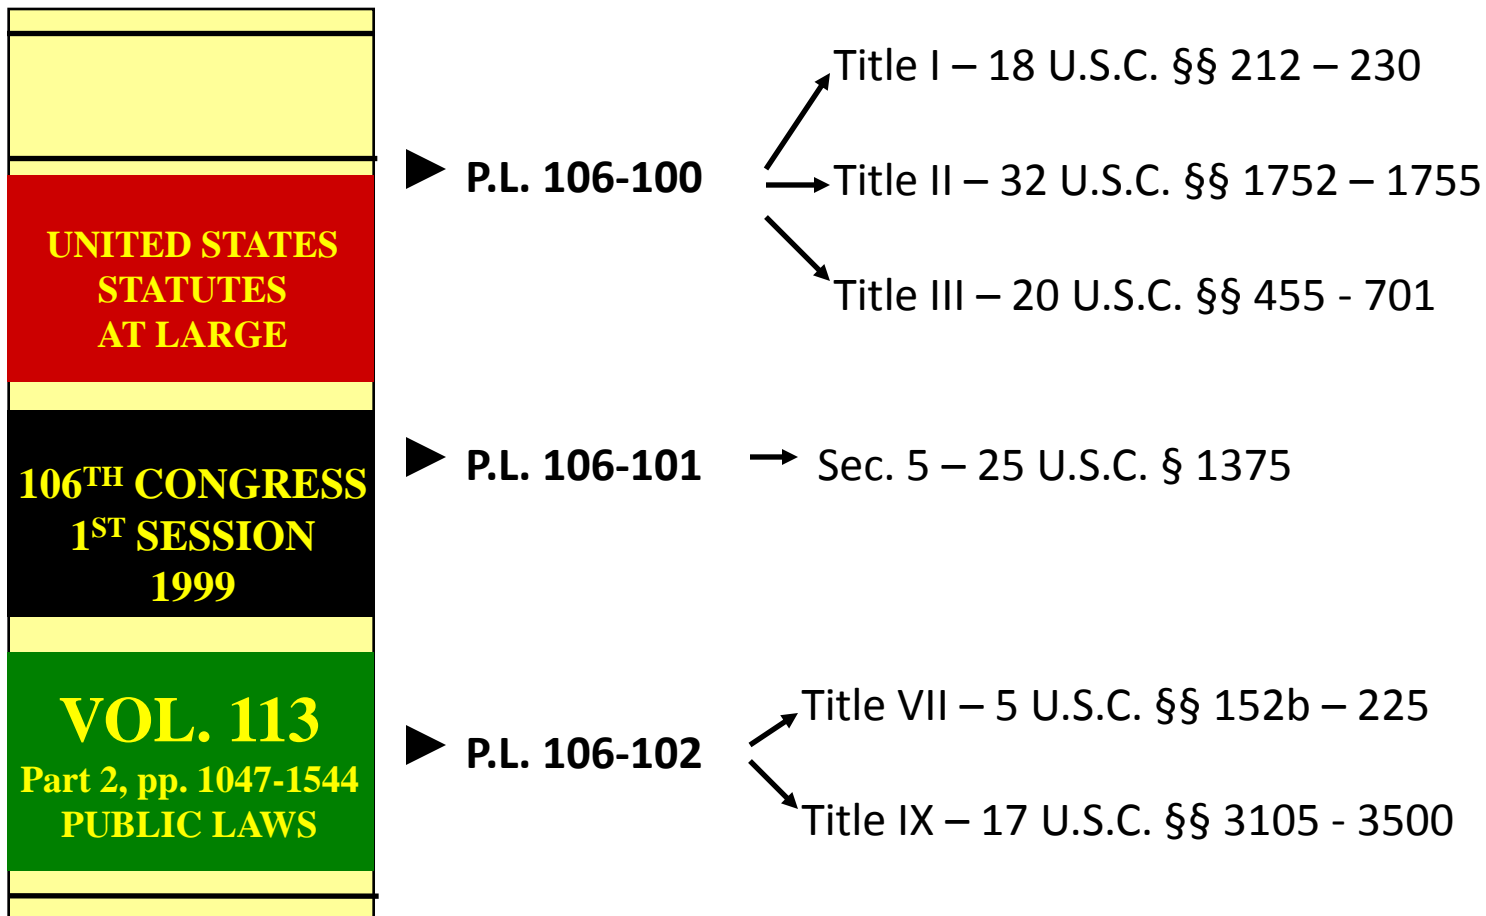 UNITED STATES
STATUTES
AT LARGE
106TH CONGRESS
1ST SESSION
1999
VOL. 113
Part 2, pp. 1047-1544
PUBLIC LAWS
P.L. 106-100
Title I – 18 U.S.C. §§ 212 – 230
Title II – 32 U.S.C. §§ 1752 – 1755
Title III – 20 U.S.C. §§ 455 - 701
P.L. 106-101
Sec. 5 – 25 U.S.C. § 1375
P.L. 106-102
Title VII – 5 U.S.C. §§ 152b – 225
Title IX – 17 U.S.C. §§ 3105 - 3500